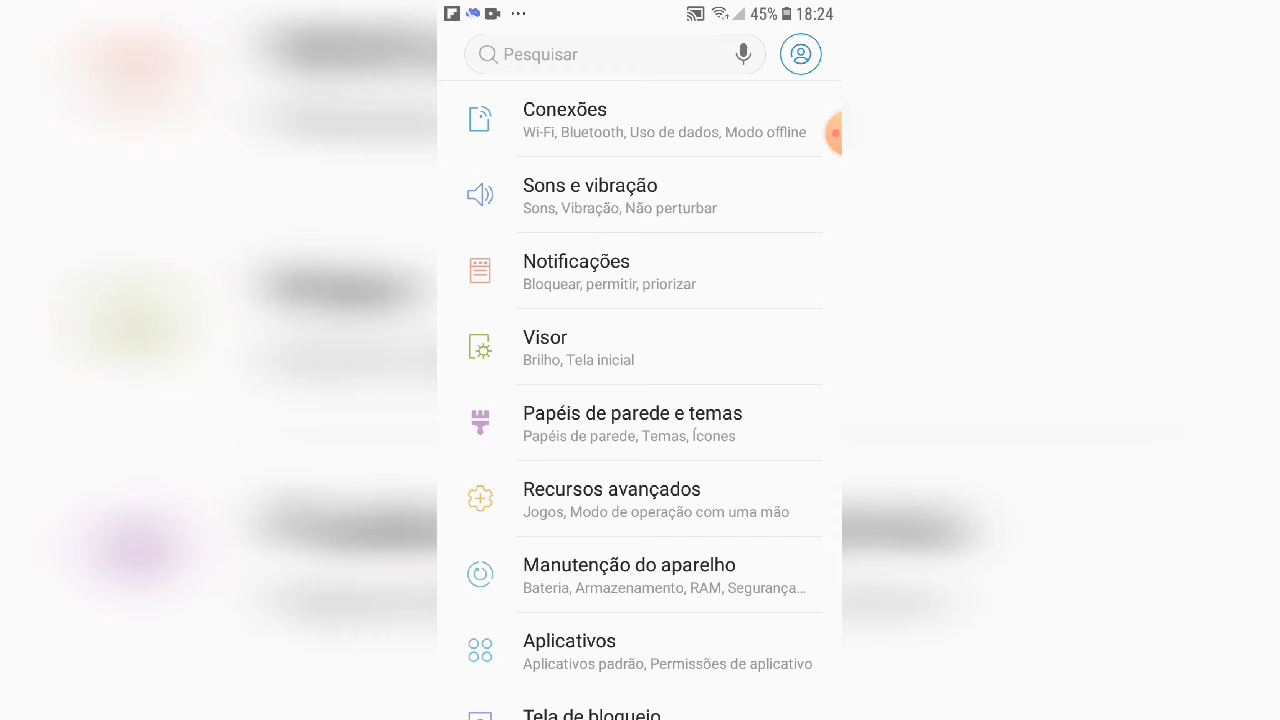 45% 18:24
Pesquisar
Conexões
Wi-Fi, Bluetooth, Uso de dados, Modo offline
Sons e vibração
Sons, Vibração, Não perturbar
Notificações
Bloquear, permitir, priorizar
Visor
Brilho, Tela inicial
Papéis de parede e temas
Papéis de parede, Temas, Ícones
Recursos avançados
Jogos, Modo de operação com uma mão
Manutenção do aparelho
Bateria, Armazenamento, RAM, Segurança...
Aplicativos
Aplicativos padrão, Permissões de aplicativo
Tela de bloqueio